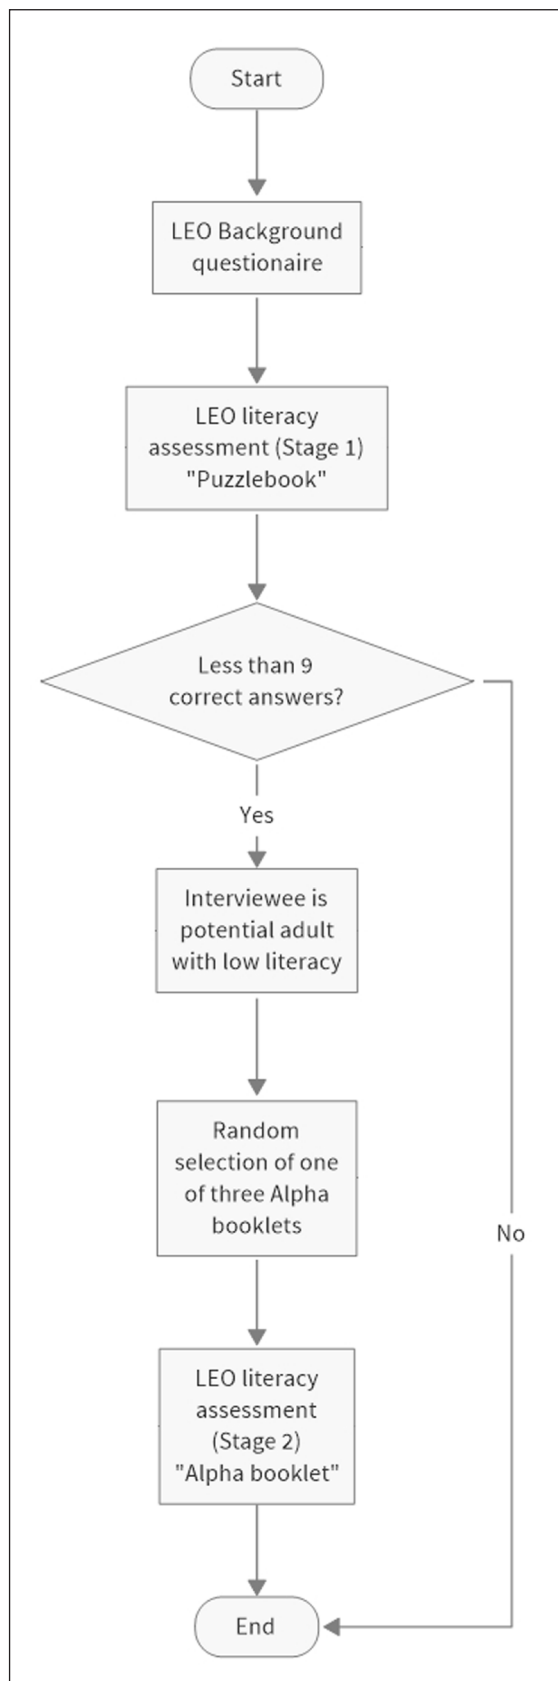 Start
LEO Background
questionaire
LEO literacy
assessment (Stage 1)
"Puzzlebook"
Less than 9
correct answers?
Yes
Interviewee is
potential adult
with low literacy
Random
selection of one
of three Alpha
booklets
No
LEO literacy
assessment
(Stage 2)
"Alpha booklet"
End